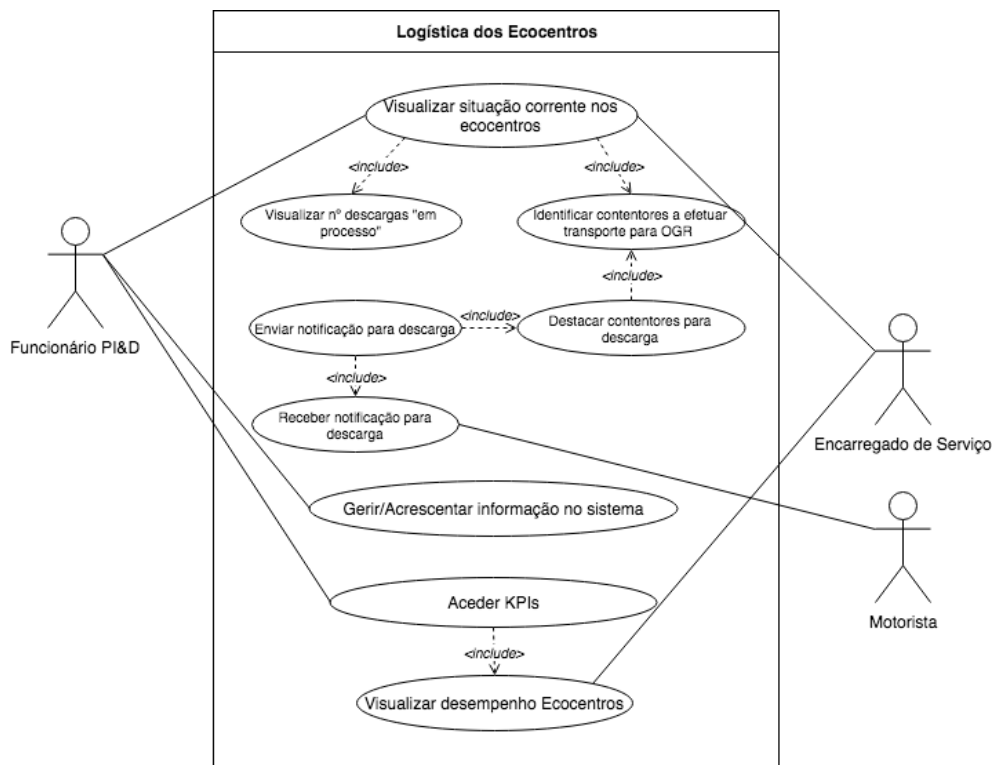 Logística dos Ecocentros
Visualizar situação corrente nos
ecocentros
<include>
<include>
Visualizar nº descargas "em
processo"
Identificar contentores a efetuar
transporte para OGR
<include>
Enviar notificação para descarga
<include>
Destacar contentores para
descarga
Funcionário PI&D
<include>
Receber notificação para
descarga
Encarregado de Serviço
Gerir/Acrescentar informação no sistema
Aceder KPIs
Motorista
<include>
Visualizar desempenho Ecocentros